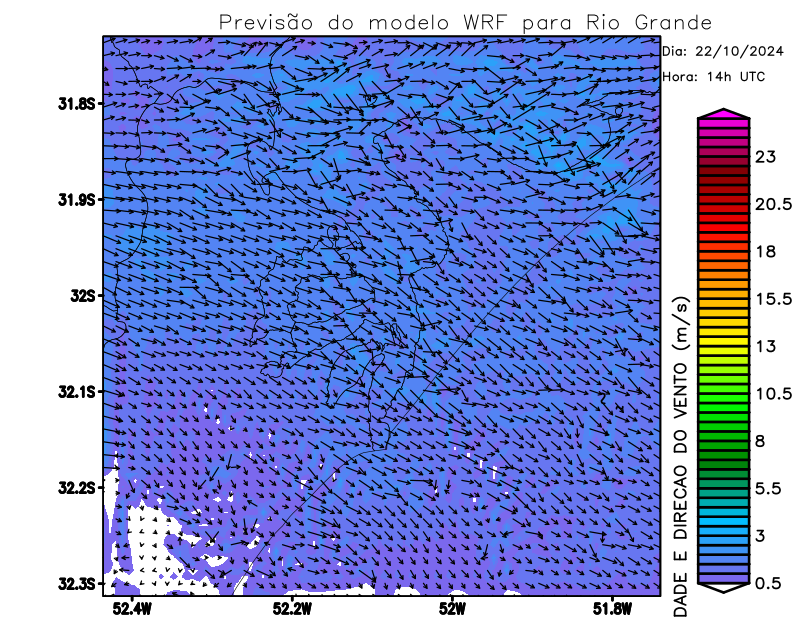 Previsão do modelo WRF para Rio Grande
Dia: 22/10/2024
Hora: 14h UTC
31.8S
31.9S
32S
32.1S
32.2S
32.3S
52.4W
52.2W
52W
51.8W
23
20.5
18
15.5
13
10.5
8
5.5
3
0.5
DADE E DIRECAO DO VENTO (m/s)